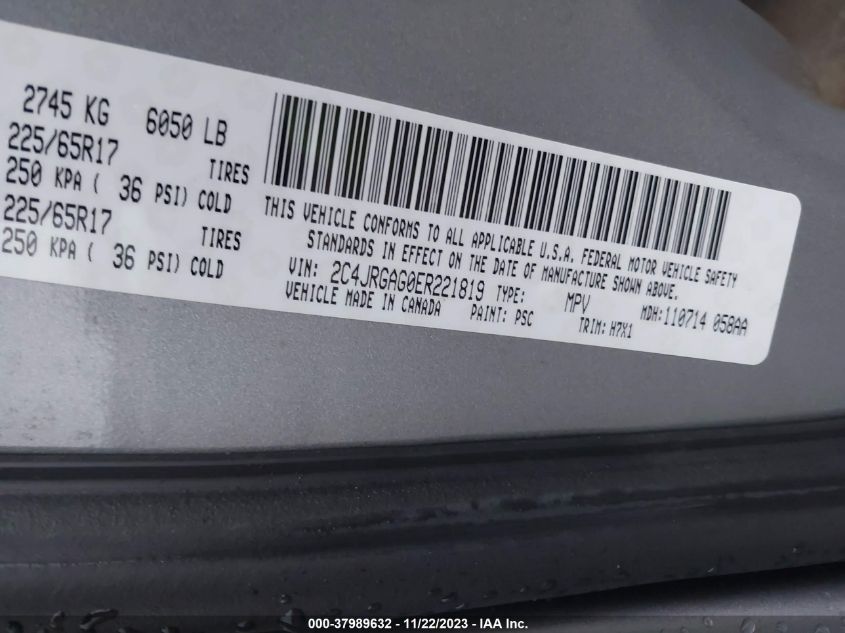 2745 KG 6050 LB
225/65R17 TIRES
250 KPA ( 36 PSI) COLD
225/65R17 TIRES
250 KPA ( 36 PSI) COLD
THIS VEHICLE CONFORMS TO ALL APPLICABLE U.S.A. FEDERAL MOTOR VEHICLE SAFETY
STANDARDS IN EFFECT ON THE DATE OF MANUFACTURE SHOWN ABOVE.
VIN: 2C4JRGAG0ER221819 TYPE: MPV MDH:110714 058AA
VEHICLE MADE IN CANADA PAINT: PSC TRIM: H7X1
000-37989632 - 11/22/2023 - IAA Inc.